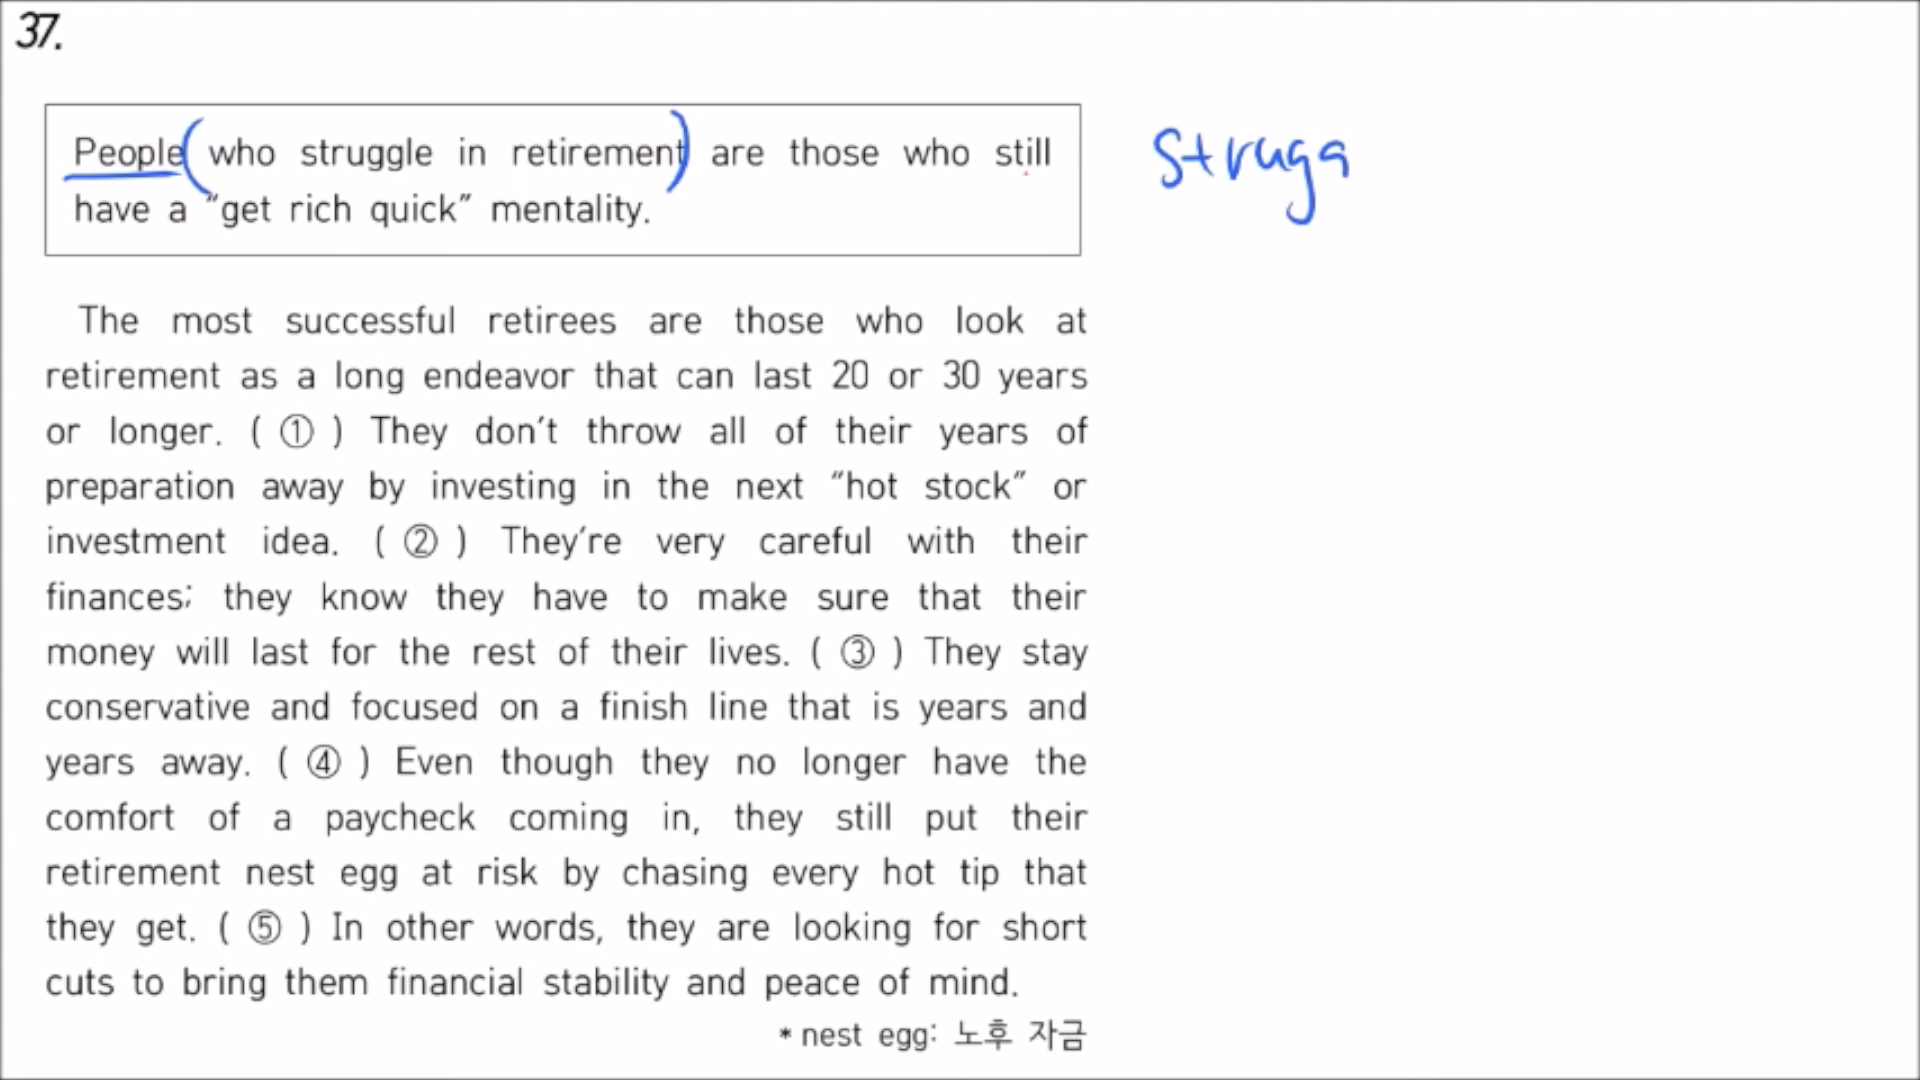 37.
People who struggle in retirement are those who still
have a “get rich quick” mentality.
Strugg
The most successful retirees are those who look at
retirement as a long endeavor that can last 20 or 30 years
or longer. ( ① ) They don’t throw all of their years of
preparation away by investing in the next “hot stock” or
investment idea. ( ② ) They’re very careful with their
finances; they know they have to make sure that their
money will last for the rest of their lives. ( ③ ) They stay
conservative and focused on a finish line that is years and
years away. ( ④ ) Even though they no longer have the
comfort of a paycheck coming in, they still put their
retirement nest egg at risk by chasing every hot tip that
they get. ( ⑤ ) In other words, they are looking for short
cuts to bring them financial stability and peace of mind.
* nest egg: 노후 자금